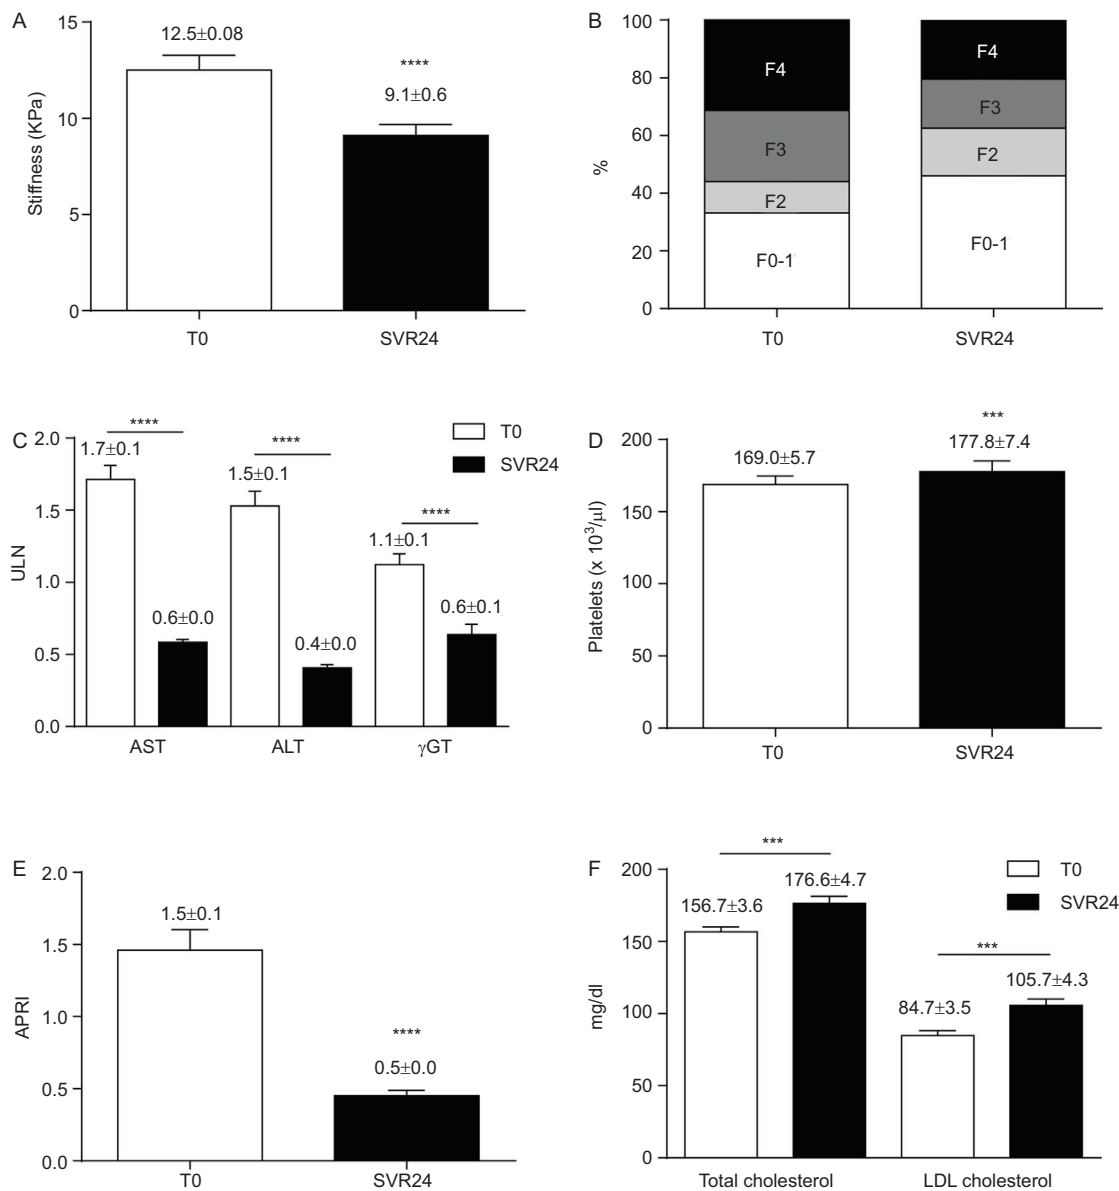 A
15
10
5
0
Stiffness (KPa)
12.5±0.08
****
9.1±0.6
T0
SVR24
B
%
100
80
60
40
20
0
F4
F3
F2
F0-1
F4
F3
F2
F0-1
T0
SVR24
C
2.0
1.5
1.0
0.5
0.0
ULN
****
1.7±0.1
0.6±0.0
****
1.5±0.1
0.4±0.0
****
1.1±0.1
0.6±0.1
T0
SVR24
AST
ALT
γGT
D
200
150
100
50
0
Platelets (x 10³/µl)
169.0±5.7
***
177.8±7.4
T0
SVR24
E
2.0
1.5
1.0
0.5
0.0
APRI
1.5±0.1
****
0.5±0.0
T0
SVR24
F
200
150
100
50
0
mg/dl
***
156.7±3.6
176.6±4.7
***
84.7±3.5
105.7±4.3
T0
SVR24
Total cholesterol
LDL cholesterol